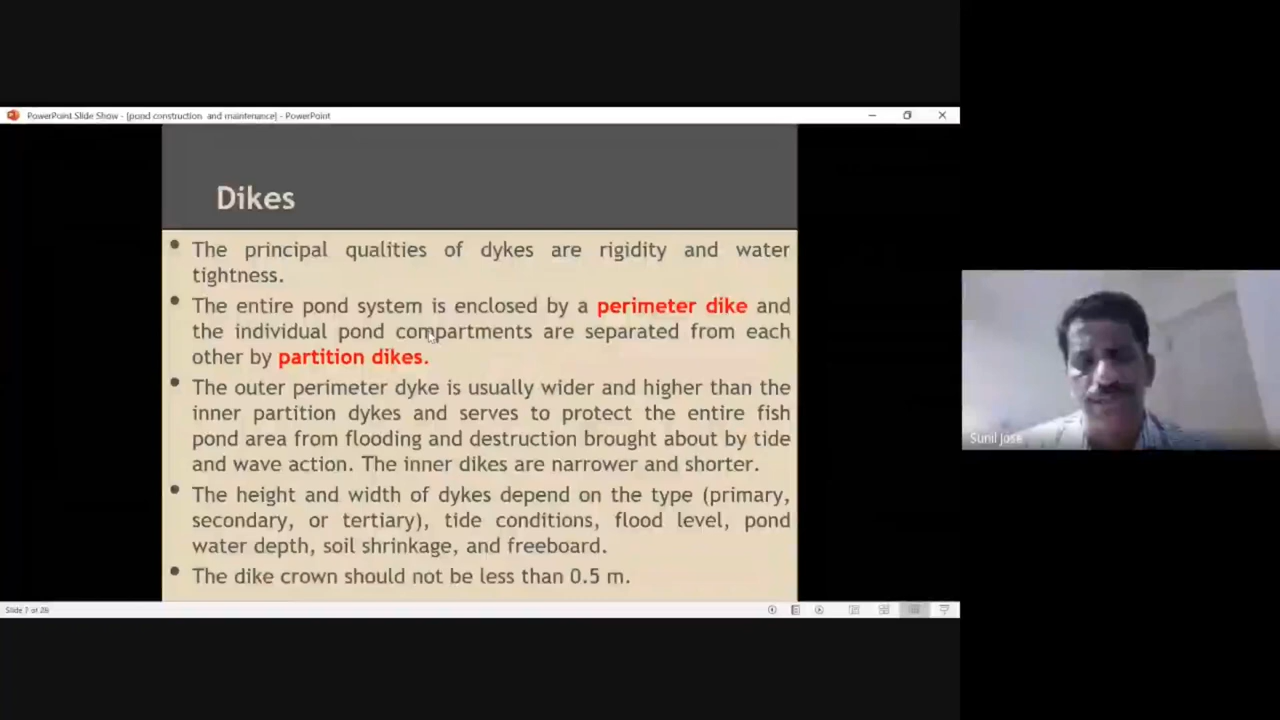 PowerPoint Slide Show - [pond construction and maintenance] - PowerPoint
Dikes
• The principal qualities of dykes are rigidity and water
tightness.
• The entire pond system is enclosed by a perimeter dike and
the individual pond compartments are separated from each
other by partition dikes.
• The outer perimeter dyke is usually wider and higher than the
inner partition dykes and serves to protect the entire fish
pond area from flooding and destruction brought about by tide
and wave action. The inner dikes are narrower and shorter.
• The height and width of dykes depend on the type (primary,
secondary, or tertiary), tide conditions, flood level, pond
water depth, soil shrinkage, and freeboard.
• The dike crown should not be less than 0.5 m.
Slide 7 of 28
Sunil Jose